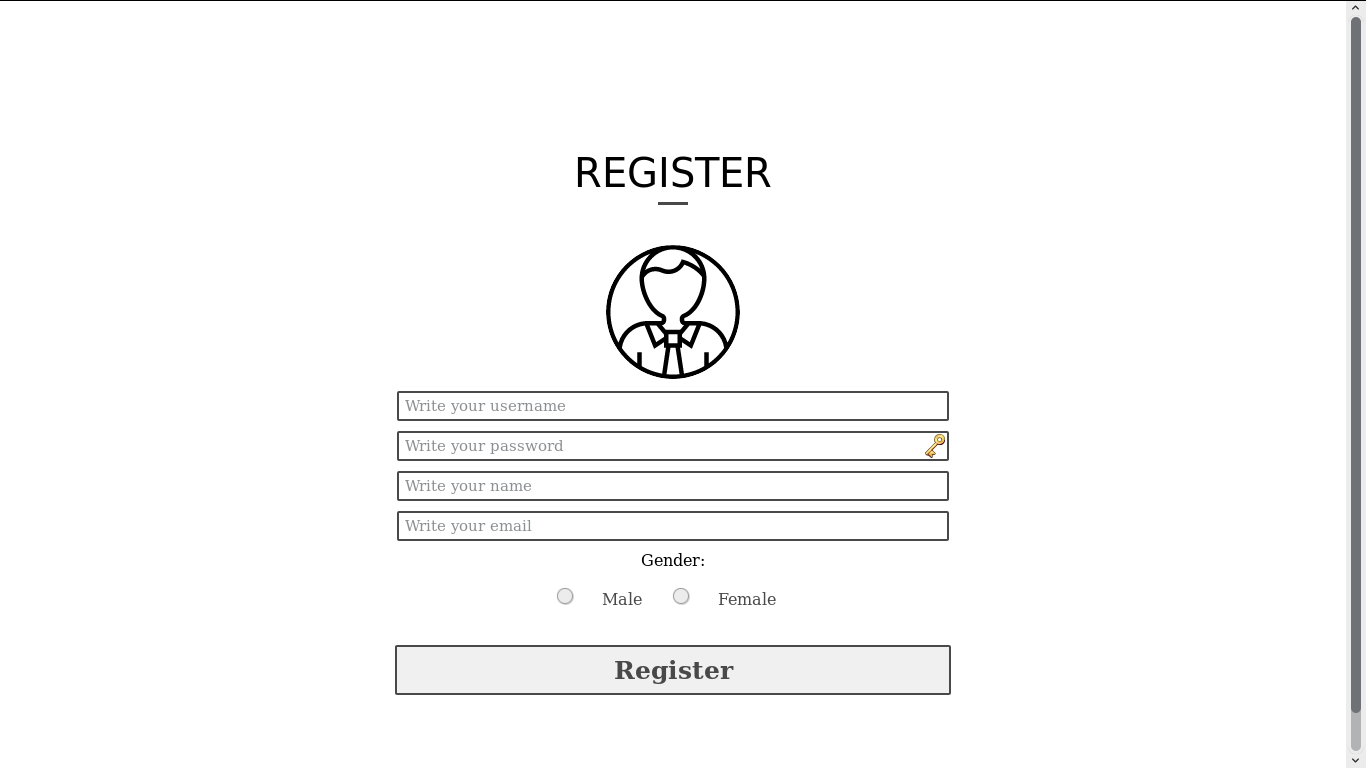 REGISTER
Write your username
Write your password
Write your name
Write your email
Gender:
Male Female
Register